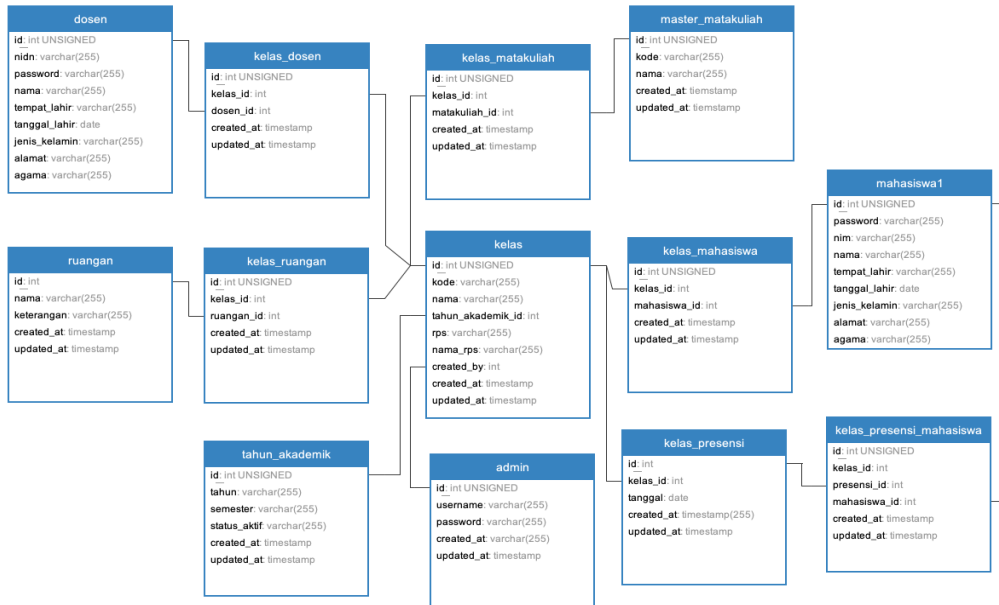 dosen
id: int UNSIGNED
nidn: varchar(255)
password: varchar(255)
nama: varchar(255)
tempat_lahir: varchar(255)
tanggal_lahir: date
jenis_kelamin: varchar(255)
alamat: varchar(255)
agama: varchar(255)
kelas_dosen
id: int UNSIGNED
kelas_id: int
dosen_id: int
created_at: timestamp
updated_at: timestamp
kelas_matakuliah
id: int UNSIGNED
kelas_id: int
matakuliah_id: int
created_at: timestamp
updated_at: timestamp
master_matakuliah
id: int UNSIGNED
kode: varchar(255)
nama: varchar(255)
created_at: tiemstamp
updated_at: tiemstamp
mahasiswa1
id: int UNSIGNED
password: varchar(255)
nim: varchar(255)
nama: varchar(255)
tempat_lahir: varchar(255)
tanggal_lahir: date
jenis_kelamin: varchar(255)
alamat: varchar(255)
agama: varchar(255)
ruangan
id: int
nama: varchar(255)
keterangan: varchar(255)
created_at: timestamp
updated_at: timestamp
kelas_ruangan
id: int UNSIGNED
kelas_id: int
ruangan_id: int
created_at: timestamp
updated_at: timestamp
kelas
id: int UNSIGNED
kode: varchar(255)
nama: varchar(255)
tahun_akademik_id: int
rps: varchar(255)
nama_rps: varchar(255)
created_by: int
created_at: timestamp
updated_at: timestamp
kelas_mahasiswa
id: int UNSIGNED
kelas_id: int
mahasiswa_id: int
created_at: timestamp
updated_at: timestamp
tahun_akademik
id: int UNSIGNED
tahun: varchar(255)
semester: varchar(255)
status_aktif: varchar(255)
created_at: timestamp
updated_at: timestamp
admin
id: int UNSIGNED
username: varchar(255)
password: varchar(255)
created_at: varchar(255)
updated_at: timestamp
kelas_presensi
id: int
kelas_id: int
tanggal: date
created_at: timestamp(255)
updated_at: timestamp
kelas_presensi_mahasiswa
id: int UNSIGNED
kelas_id: int
presensi_id: int
mahasiswa_id: int
created_at: timestamp
updated_at: timestamp